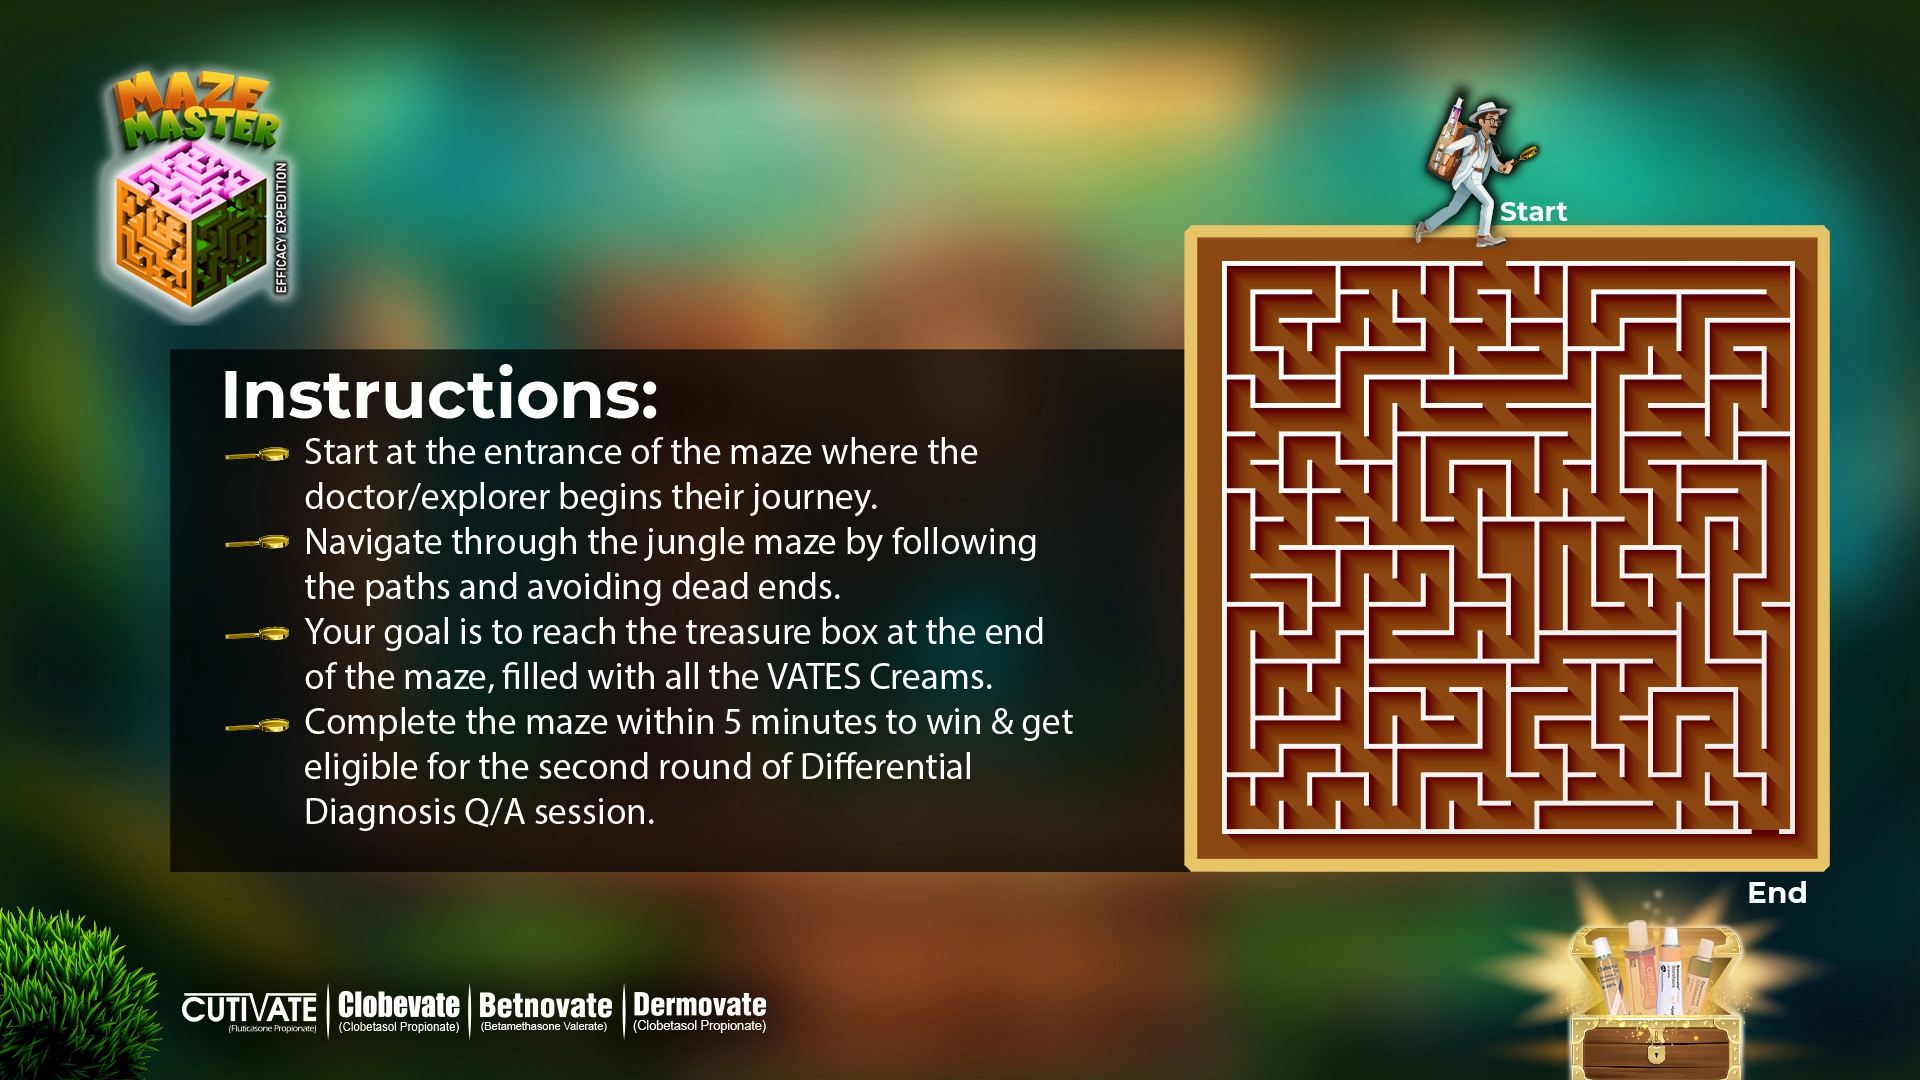 MAZE
MASTER
EFFICACY EXPEDITION
Start
Instructions:
Start at the entrance of the maze where the
doctor/explorer begins their journey.
Navigate through the jungle maze by following
the paths and avoiding dead ends.
Your goal is to reach the treasure box at the end
of the maze, filled with all the VATES Creams.
Complete the maze within 5 minutes to win & get
eligible for the second round of Differential
Diagnosis Q/A session.
End
CUTIVATE
(Fluticasone Propionate)
Clobevate
(Clobetasol Propionate)
Betnovate
(Betamethasone Valerate)
Dermovate
(Clobetasol Propionate)